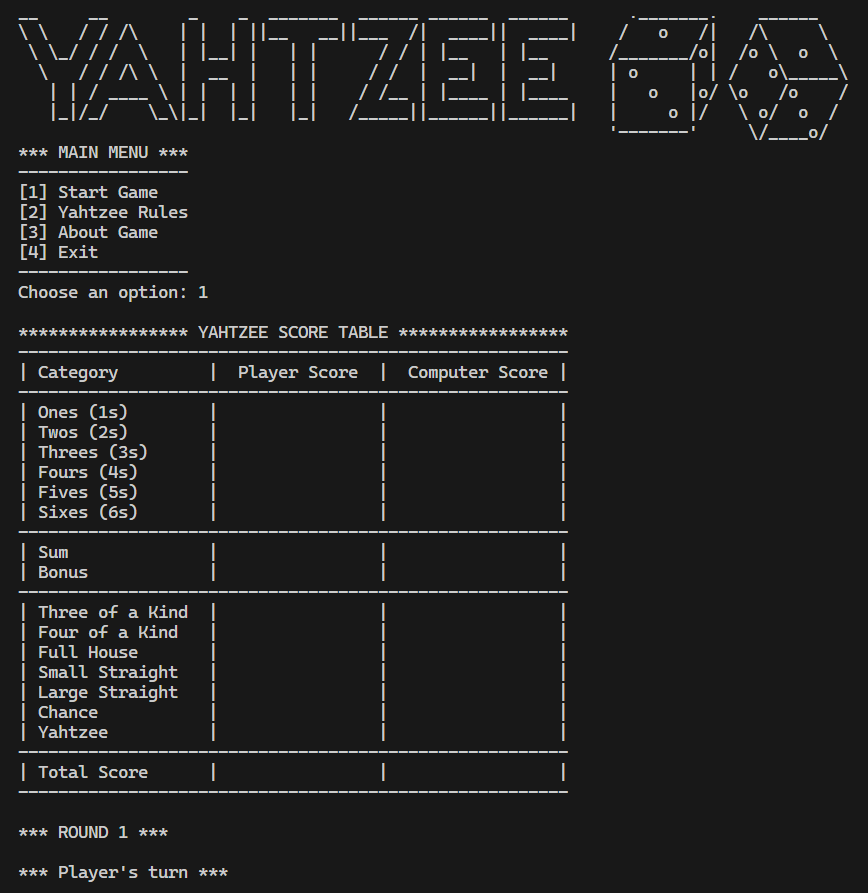 YAHTZEE
*** MAIN MENU ***
-----------------
[1] Start Game
[2] Yahtzee Rules
[3] About Game
[4] Exit
-----------------
Choose an option: 1
***************** YAHTZEE SCORE TABLE *****************
-------------------------------------------------------
| Category         |  Player Score  |  Computer Score |
-------------------------------------------------------
| Ones (1s)        |                |                 |
| Twos (2s)        |                |                 |
| Threes (3s)      |                |                 |
| Fours (4s)       |                |                 |
| Fives (5s)       |                |                 |
| Sixes (6s)       |                |                 |
-------------------------------------------------------
| Sum              |                |                 |
| Bonus            |                |                 |
-------------------------------------------------------
| Three of a Kind  |                |                 |
| Four of a Kind   |                |                 |
| Full House       |                |                 |
| Small Straight   |                |                 |
| Large Straight   |                |                 |
| Chance           |                |                 |
| Yahtzee          |                |                 |
-------------------------------------------------------
| Total Score      |                |                 |
-------------------------------------------------------
*** ROUND 1 ***
*** Player's turn ***